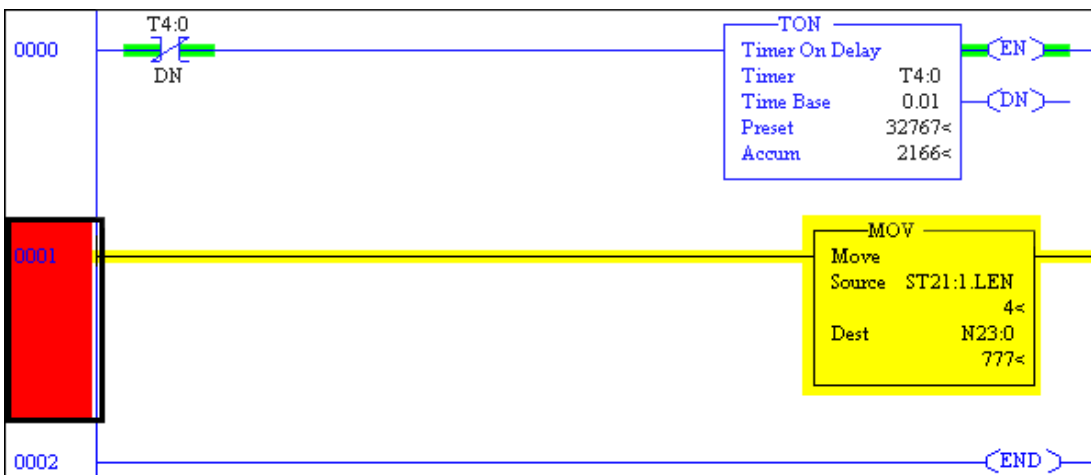 T4:0
TON
0000
Timer On Delay
EN
DN
Timer T4:0
Time Base 0.01
DN
Preset 32767<
Accum 2166<
MOV
0001
Move
Source ST21:1.LEN
4<
Dest N23:0
777<
0002
END